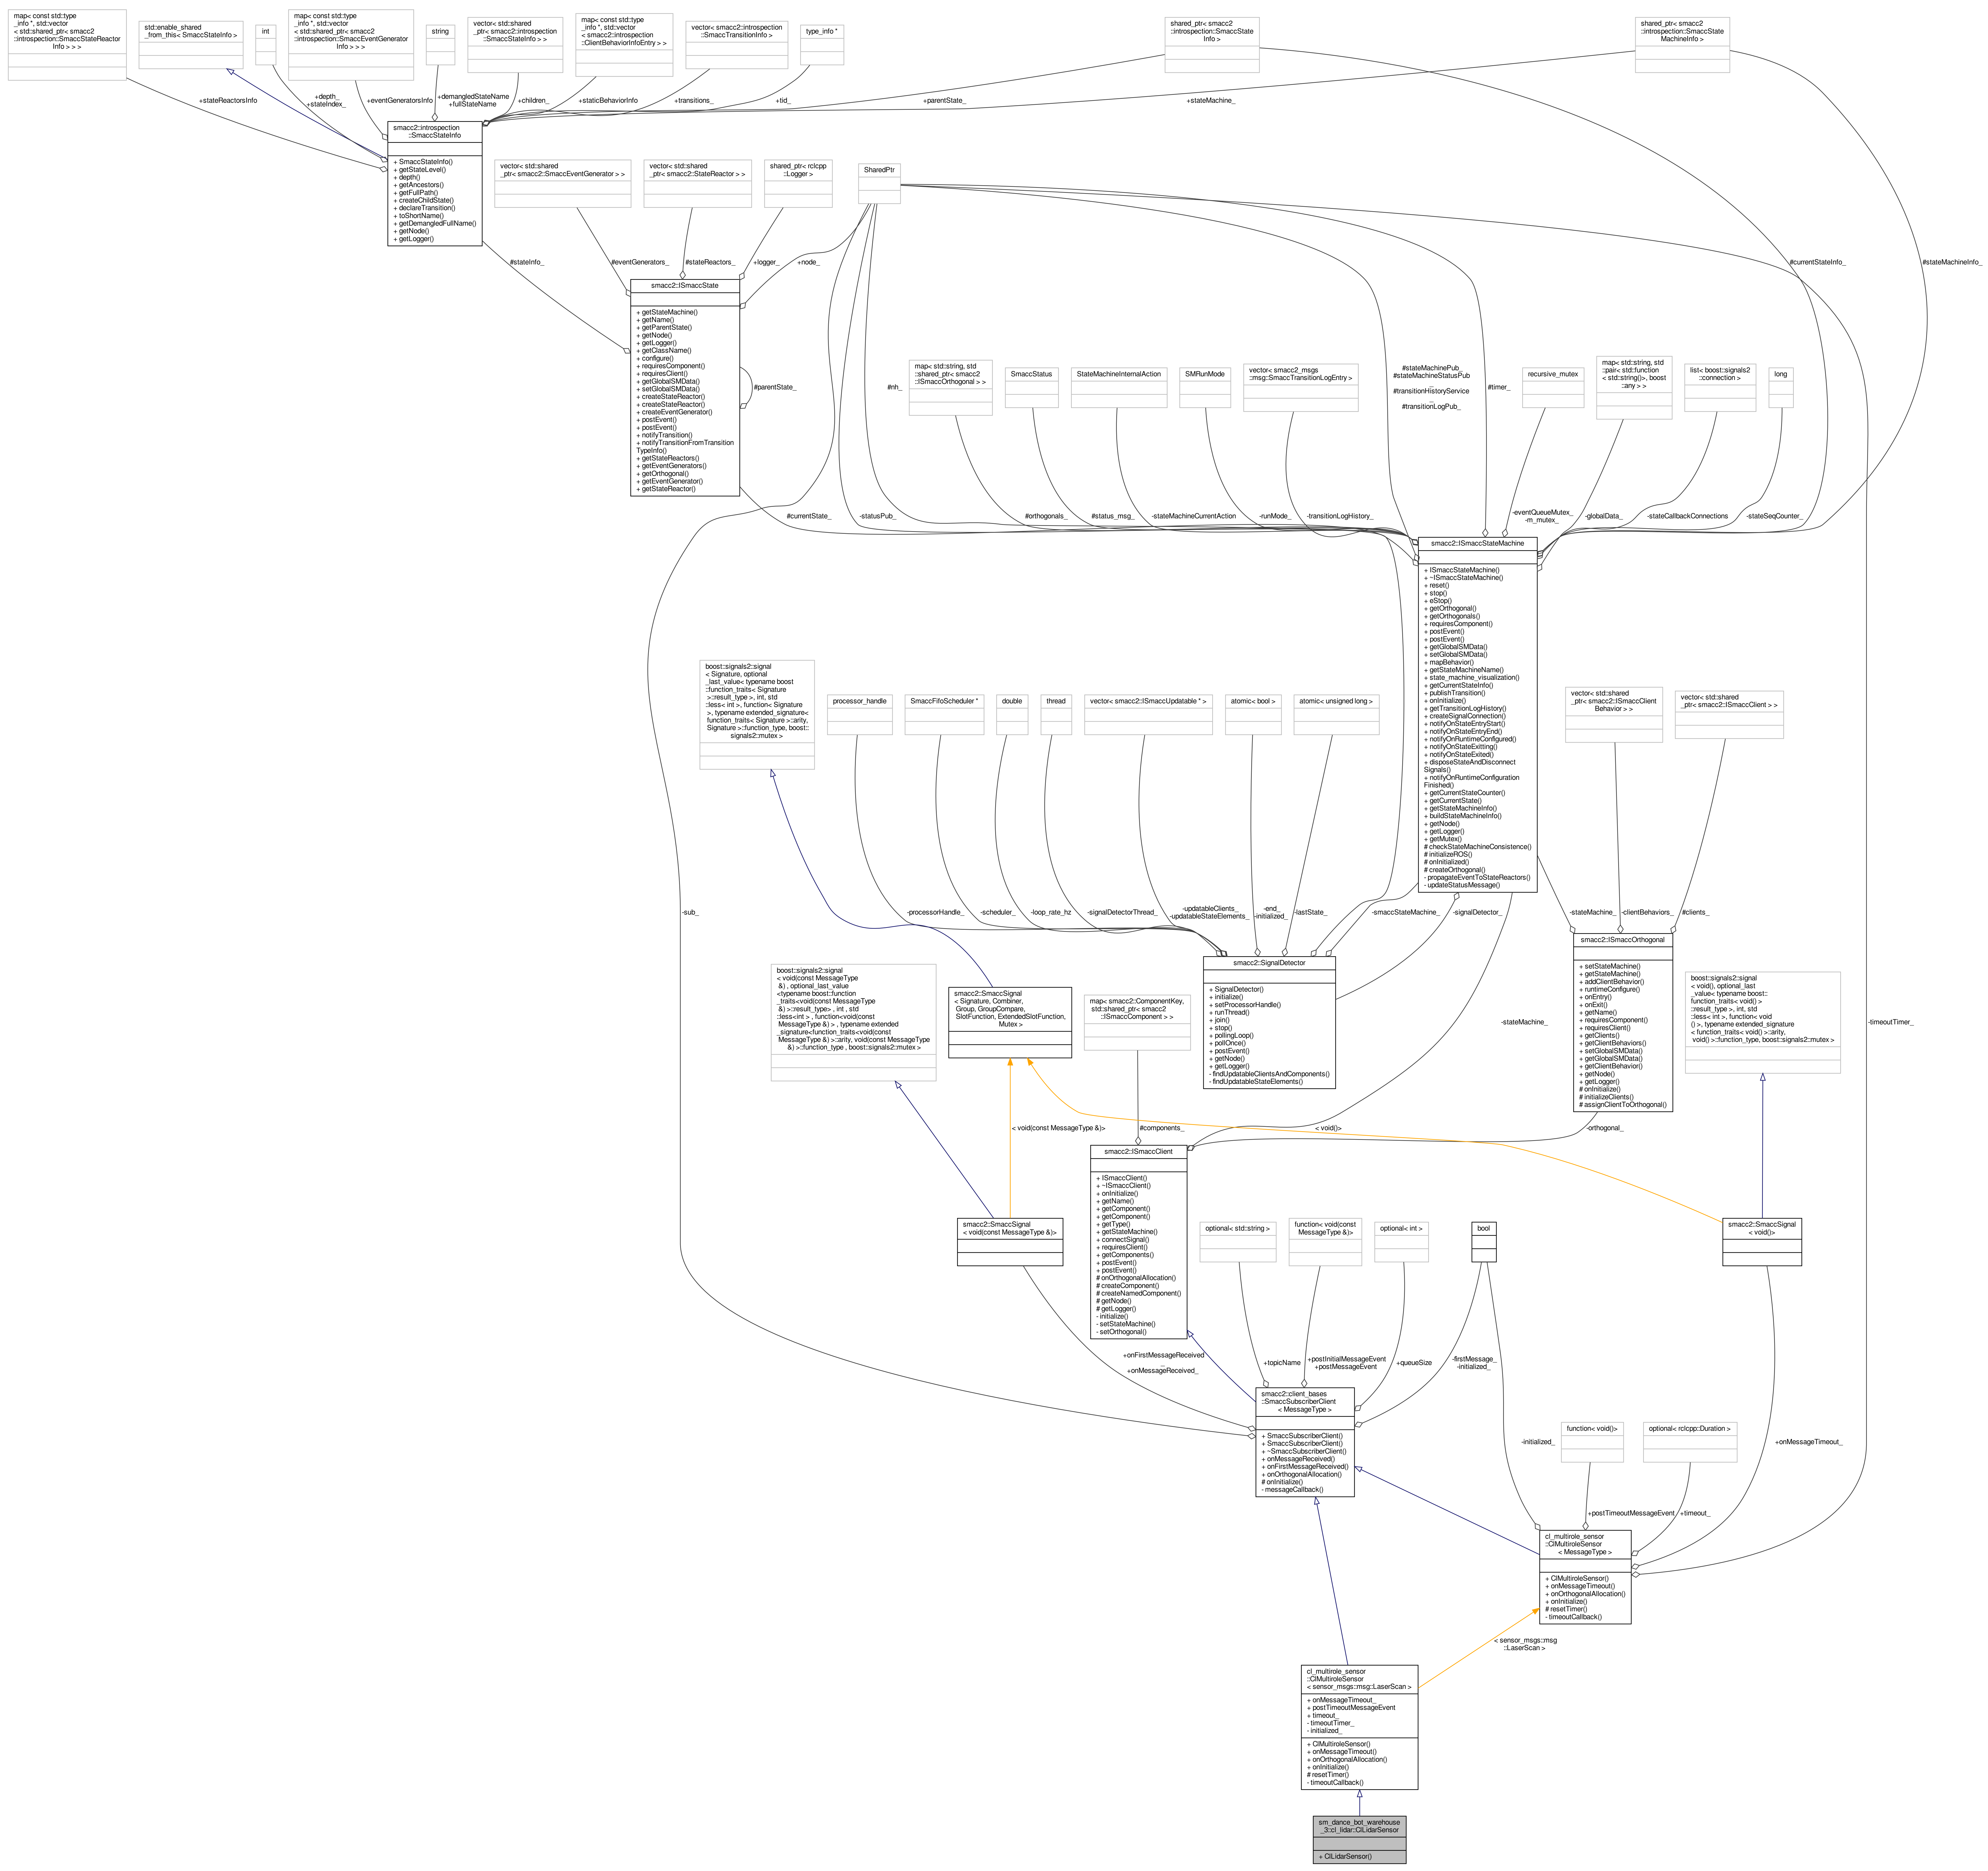 map< const std::type
_info *, std::vector
< std::shared_ptr< smacc2
::introspection::SmaccStateReactor
Info > > >
std::enable_shared
_from_this< SmaccStateInfo >
int
map< const std::type
_info *, std::vector
< std::shared_ptr< smacc2
::introspection::SmaccEventGenerator
Info > > >
string
vector< std::shared
_ptr< smacc2::introspection
::SmaccStateInfo > >
map< const std::type
_info *, std::vector
< smacc2::introspection
::ClientBehaviorInfoEntry > >
vector< smacc2::introspection
::SmaccTransitionInfo >
type_info *
shared_ptr< smacc2
::introspection::SmaccState
Info >
shared_ptr< smacc2
::introspection::SmaccState
MachineInfo >
+stateReactorsInfo
+depth_
+stateIndex_
+eventGeneratorsInfo
+demangledStateName
+fullStateName
+children_
+staticBehaviorInfo
+transitions_
+tid_
+parentState_
+stateMachine_
smacc2::introspection
::SmaccStateInfo
+ SmaccStateInfo()
+ getStateLevel()
+ depth()
+ getAncestors()
+ getFullPath()
+ createChildState()
+ declareTransition()
+ toShortName()
+ getDemangledFullName()
+ getNode()
+ getLogger()
vector< std::shared
_ptr< smacc2::SmaccEventGenerator > >
vector< std::shared
_ptr< smacc2::StateReactor > >
shared_ptr< rclcpp
::Logger >
SharedPtr
#stateInfo_
#eventGenerators_
#stateReactors_
+logger_
+node_
#currentStateInfo_
#stateMachineInfo_
smacc2::ISmaccState
+ getStateMachine()
+ getName()
+ getParentState()
+ getNode()
+ getLogger()
+ getClassName()
+ configure()
+ requiresComponent()
+ requiresClient()
+ getGlobalSMData()
+ setGlobalSMData()
+ createStateReactor()
+ createStateReactor()
+ createEventGenerator()
+ postEvent()
+ postEvent()
+ notifyTransition()
+ notifyTransitionFromTransition
TypeInfo()
+ getStateReactors()
+ getEventGenerators()
+ getOrthogonal()
+ getEventGenerator()
+ getStateReactor()
#parentState_
#nh_
map< std::string, std
::shared_ptr< smacc2
::ISmaccOrthogonal > >
SmaccStatus
StateMachineInternalAction
SMRunMode
vector< smacc2_msgs
::msg::SmaccTransitionLogEntry >
#stateMachinePub_
#stateMachineStatusPub
_
#transitionHistoryService
_
#transitionLogPub_
#timer_
recursive_mutex
map< std::string, std
::pair< std::function
< std::string()>, boost
::any > >
list< boost::signals2
::connection >
long
#currentState_
-statusPub_
#orthogonals_
#status_msg_
-stateMachineCurrentAction
-runMode_
-transitionLogHistory_
-eventQueueMutex_
-m_mutex_
-globalData_
-stateCallbackConnections
-stateSeqCounter_
smacc2::ISmaccStateMachine
+ ISmaccStateMachine()
+ ~ISmaccStateMachine()
+ reset()
+ stop()
+ eStop()
+ getOrthogonal()
+ getOrthogonals()
+ requiresComponent()
+ postEvent()
+ postEvent()
+ getGlobalSMData()
+ setGlobalSMData()
+ mapBehavior()
+ getStateMachineName()
+ state_machine_visualization()
+ getCurrentStateInfo()
+ publishTransition()
+ onInitialize()
+ getTransitionLogHistory()
+ createSignalConnection()
+ notifyOnStateEntryStart()
+ notifyOnStateEntryEnd()
+ notifyOnRuntimeConfigured()
+ notifyOnStateExitting()
+ notifyOnStateExited()
+ disposeStateAndDisconnect
Signals()
+ notifyOnRuntimeConfiguration
Finished()
+ getCurrentStateCounter()
+ getCurrentState()
+ getStateMachineInfo()
+ buildStateMachineInfo()
+ getNode()
+ getLogger()
+ getMutex()
# checkStateMachineConsistence()
# initializeROS()
# onInitialized()
# createOrthogonal()
- propagateEventToStateReactors()
- updateStatusMessage()
boost::signals2::signal
< Signature, optional
_last_value< typename boost
::function_traits< Signature
>::result_type >, int, std
::less< int >, function< Signature
>, typename extended_signature<
function_traits< Signature >::arity,
Signature >::function_type, boost::
signals2::mutex >
processor_handle
SmaccFifoScheduler *
double
thread
vector< smacc2::ISmaccUpdatable * >
atomic< bool >
atomic< unsigned long >
vector< std::shared
_ptr< smacc2::ISmaccClient
Behavior > >
vector< std::shared
_ptr< smacc2::ISmaccClient > >
-sub_
-processorHandle_
-scheduler_
-loop_rate_hz
-signalDetectorThread_
-updatableClients_
-updatableStateElements_
-end_
-initialized_
-lastState_
-smaccStateMachine_
-signalDetector_
-stateMachine_
-clientBehaviors_
#clients_
smacc2::SignalDetector
+ SignalDetector()
+ initialize()
+ setProcessorHandle()
+ runThread()
+ join()
+ stop()
+ pollingLoop()
+ pollOnce()
+ postEvent()
+ getNode()
+ getLogger()
- findUpdatableClientsAndComponents()
- findUpdatableStateElements()
smacc2::ISmaccOrthogonal
+ setStateMachine()
+ getStateMachine()
+ addClientBehavior()
+ runtimeConfigure()
+ onEntry()
+ onExit()
+ getName()
+ requiresComponent()
+ requiresClient()
+ getClients()
+ getClientBehaviors()
+ setGlobalSMData()
+ getGlobalSMData()
+ getClientBehavior()
+ getNode()
+ getLogger()
# onInitialize()
# initializeClients()
# assignClientToOrthogonal()
boost::signals2::signal
< void(const MessageType
&) , optional_last_value
<typename boost::function
_traits<void(const MessageType
&) >::result_type> , int , std
::less<int > , function<void(const
MessageType &) > , typename extended
_signature<function_traits<void(const
MessageType &) >::arity, void(const MessageType
&) >::function_type , boost::signals2::mutex >
smacc2::SmaccSignal
< Signature, Combiner,
Group, GroupCompare,
SlotFunction, ExtendedSlotFunction,
Mutex >
map< smacc2::ComponentKey,
std::shared_ptr< smacc2
::ISmaccComponent > >
boost::signals2::signal
< void(), optional_last
_value< typename boost::
function_traits< void() >
::result_type >, int, std
::less< int >, function< void
() >, typename extended_signature
< function_traits< void() >::arity,
void() >::function_type, boost::signals2::mutex >
-stateMachine_
-timeoutTimer_
< void(const MessageType &)>
#components_
< void()>
-orthogonal_
smacc2::ISmaccClient
+ ISmaccClient()
+ ~ISmaccClient()
+ onInitialize()
+ getName()
+ getComponent()
+ getComponent()
+ getType()
+ getStateMachine()
+ connectSignal()
+ requiresClient()
+ getComponents()
+ postEvent()
+ postEvent()
# onOrthogonalAllocation()
# createComponent()
# createNamedComponent()
# getNode()
# getLogger()
- initialize()
- setStateMachine()
- setOrthogonal()
smacc2::SmaccSignal
< void(const MessageType &)>
optional< std::string >
function< void(const
MessageType &)>
optional< int >
bool
smacc2::SmaccSignal
< void()>
+onFirstMessageReceived
_
+onMessageReceived_
+topicName
+postInitialMessageEvent
+postMessageEvent
+queueSize
-firstMessage_
-initialized_
smacc2::client_bases
::SmaccSubscriberClient
< MessageType >
+ SmaccSubscriberClient()
+ SmaccSubscriberClient()
+ ~SmaccSubscriberClient()
+ onMessageReceived()
+ onFirstMessageReceived()
+ onOrthogonalAllocation()
# onInitialize()
- messageCallback()
-initialized_
function< void()>
optional< rclcpp::Duration >
+onMessageTimeout_
+postTimeoutMessageEvent
+timeout_
cl_multirole_sensor
::ClMultiroleSensor
< MessageType >
+ ClMultiroleSensor()
+ onMessageTimeout()
+ onOrthogonalAllocation()
+ onInitialize()
# resetTimer()
- timeoutCallback()
< sensor_msgs::msg
::LaserScan >
cl_multirole_sensor
::ClMultiroleSensor
< sensor_msgs::msg::LaserScan >
+ onMessageTimeout_
+ postTimeoutMessageEvent
+ timeout_
- timeoutTimer_
- initialized_
+ ClMultiroleSensor()
+ onMessageTimeout()
+ onOrthogonalAllocation()
+ onInitialize()
# resetTimer()
- timeoutCallback()
sm_dance_bot_warehouse
_3::cl_lidar::ClLidarSensor
+ ClLidarSensor()